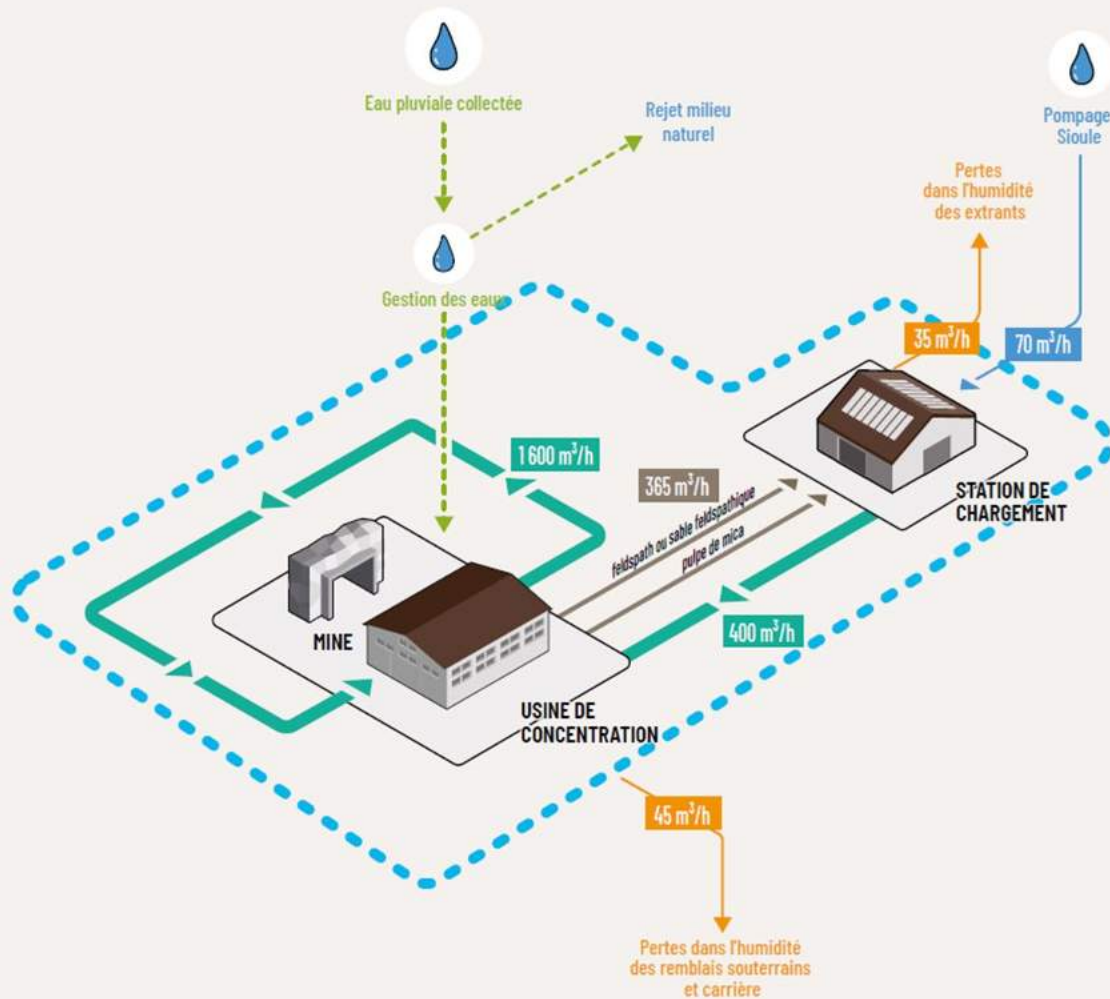 Eau pluviale collectée
Rejet milieu
naturel
Pompage
Sioule
Pertes
dans l'humidité
des extrants
Gestion des eaux
35 m³/h
70 m³/h
1 600 m³/h
365 m³/h
feldspath ou sable feldspathique
pulpe de mica
STATION DE
CHARGEMENT
400 m³/h
MINE
USINE DE
CONCENTRATION
45 m³/h
Pertes dans l'humidité
des remblais souterrains
et carrière